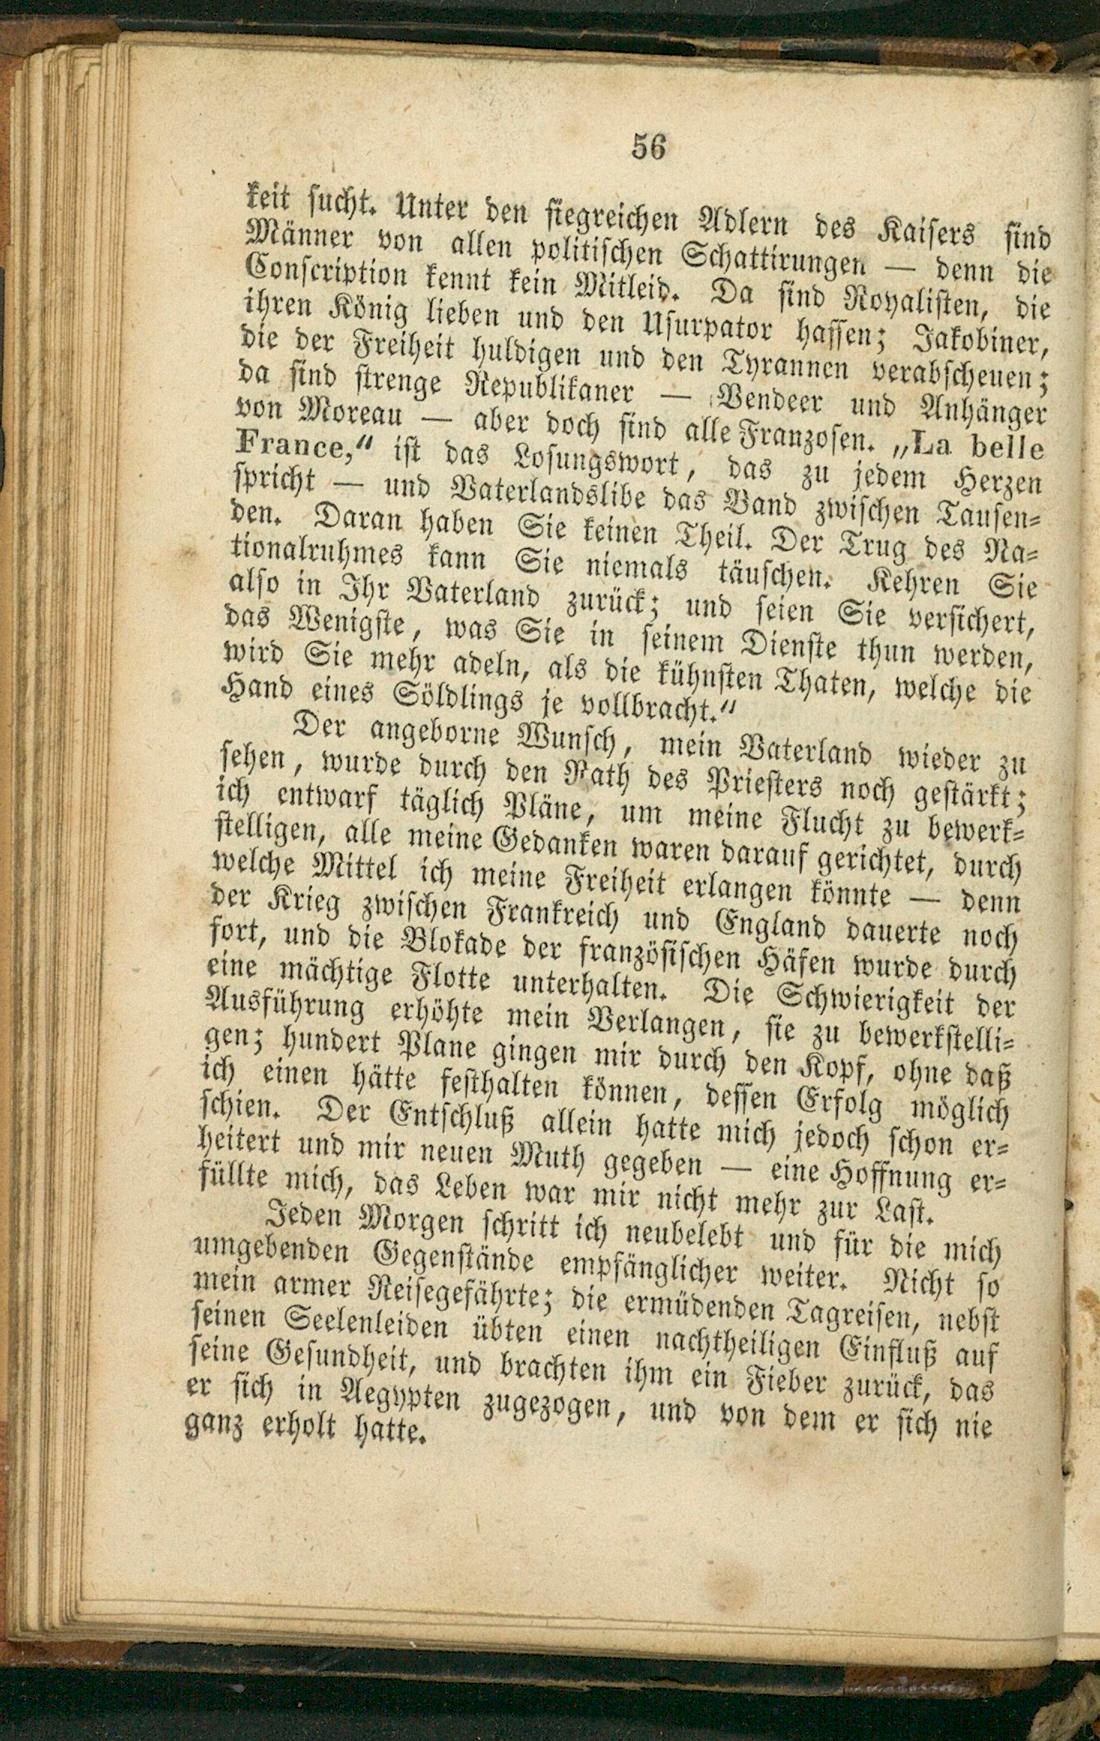 56
keit sucht. Unter den siegreichen Adlern des Kaisers sind
Männer von allen politischen Schattirungen — denn die
Conscription kennt kein Mitleid. Da sind Royalisten, die
ihren König lieben und den Usurpator hassen; Jakobiner,
die der Freiheit huldigen und den Tyrannen verabscheuen;
da sind strenge Republikaner — Vendeer und Anhänger
von Moreau — aber doch sind alle Franzosen. „La belle
France,“ ist das Losungswort, das zu jedem Herzen
spricht — und Vaterlandslibe das Band zwischen Tausen-
den. Daran haben Sie keinen Theil. Der Trug des Na-
tionalruhmes kann Sie niemals täuschen. Kehren Sie
also in Ihr Vaterland zurück; und seien Sie versichert,
das Wenigste, was Sie in seinem Dienste thun werden,
wird Sie mehr adeln, als die kühnsten Thaten, welche die
Hand eines Söldlings je vollbracht.“
Der angeborne Wunsch, mein Vaterland wieder zu
sehen, wurde durch den Rath des Priesters noch gestärkt;
ich entwarf täglich Pläne, um meine Flucht zu bewerk-
stelligen, alle meine Gedanken waren darauf gerichtet, durch
welche Mittel ich meine Freiheit erlangen könnte — denn
der Krieg zwischen Frankreich und England dauerte noch
fort, und die Blokade der französischen Häfen wurde durch
eine mächtige Flotte unterhalten. Die Schwierigkeit der
Ausführung erhöhte mein Verlangen, sie zu bewerkstelli-
gen; hundert Plane gingen mir durch den Kopf, ohne daß
ich einen hätte festhalten können, dessen Erfolg möglich
schien. Der Entschluß allein hatte mich jedoch schon er-
heitert und mir neuen Muth gegeben — eine Hoffnung er-
füllte mich, das Leben war mir nicht mehr zur Last.
Jeden Morgen schritt ich neubelebt und für die mich
umgebenden Gegenstände empfänglicher weiter. Nicht so
mein armer Reisegefährte; die ermüdenden Tagreisen, nebst
seinen Seelenleiden übten einen nachtheiligen Einfluß auf
seine Gesundheit, und brachten ihm ein Fieber zurück, das
er sich in Aegypten zugezogen, und von dem er sich nie
ganz erholt hatte.